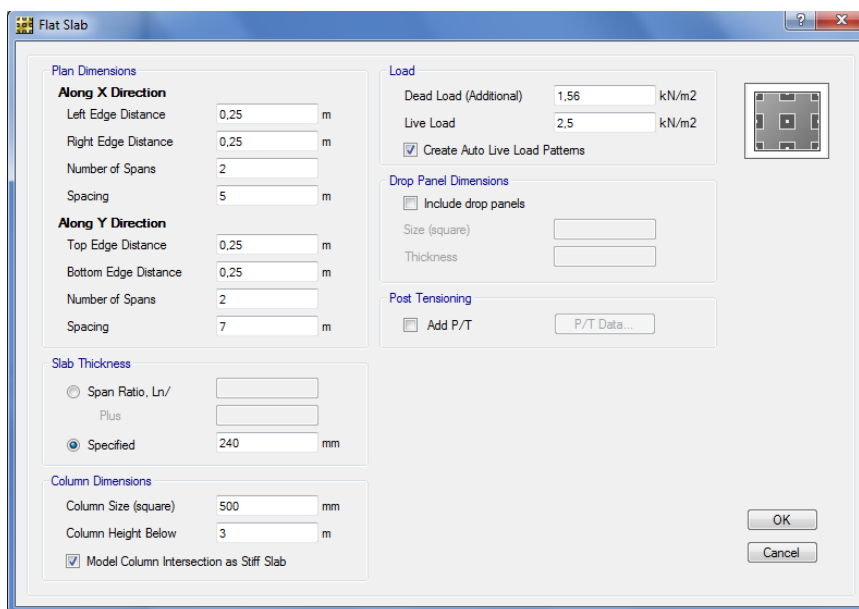 Flat Slab
Plan Dimensions
Along X Direction
Left Edge Distance 0,25 m
Right Edge Distance 0,25 m
Number of Spans 2
Spacing 5 m
Along Y Direction
Top Edge Distance 0,25 m
Bottom Edge Distance 0,25 m
Number of Spans 2
Spacing 7 m
Slab Thickness
Span Ratio, Ln/
Plus
Specified 240 mm
Column Dimensions
Column Size (square) 500 mm
Column Height Below 3 m
Model Column Intersection as Stiff Slab
Load
Dead Load (Additional) 1,56 kN/m2
Live Load 2,5 kN/m2
Create Auto Live Load Patterns
Drop Panel Dimensions
Include drop panels
Size (square)
Thickness
Post Tensioning
Add P/T P/T Data...
OK
Cancel